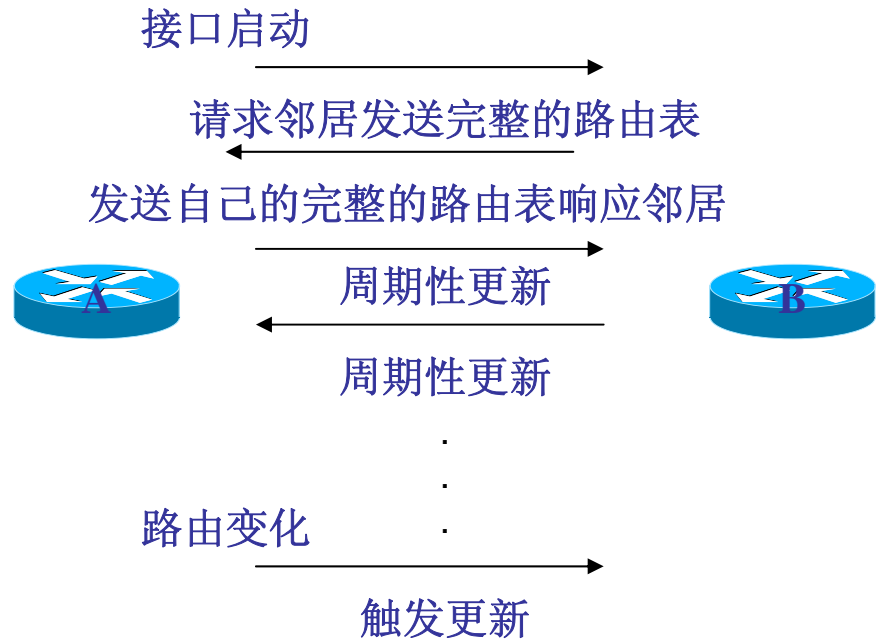 接口启动
请求邻居发送完整的路由表
发送自己的完整的路由表响应邻居
周期性更新
A
B
周期性更新
.
.
.
路由变化
触发更新